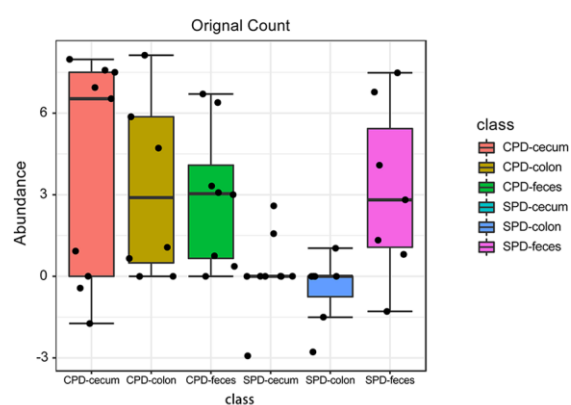 Orignal Count
Abundance
6
3
0
-3
CPD-cecum CPD-colon CPD-feces SPD-cecum SPD-colon SPD-feces
class
class
CPD-cecum
CPD-colon
CPD-feces
SPD-cecum
SPD-colon
SPD-feces